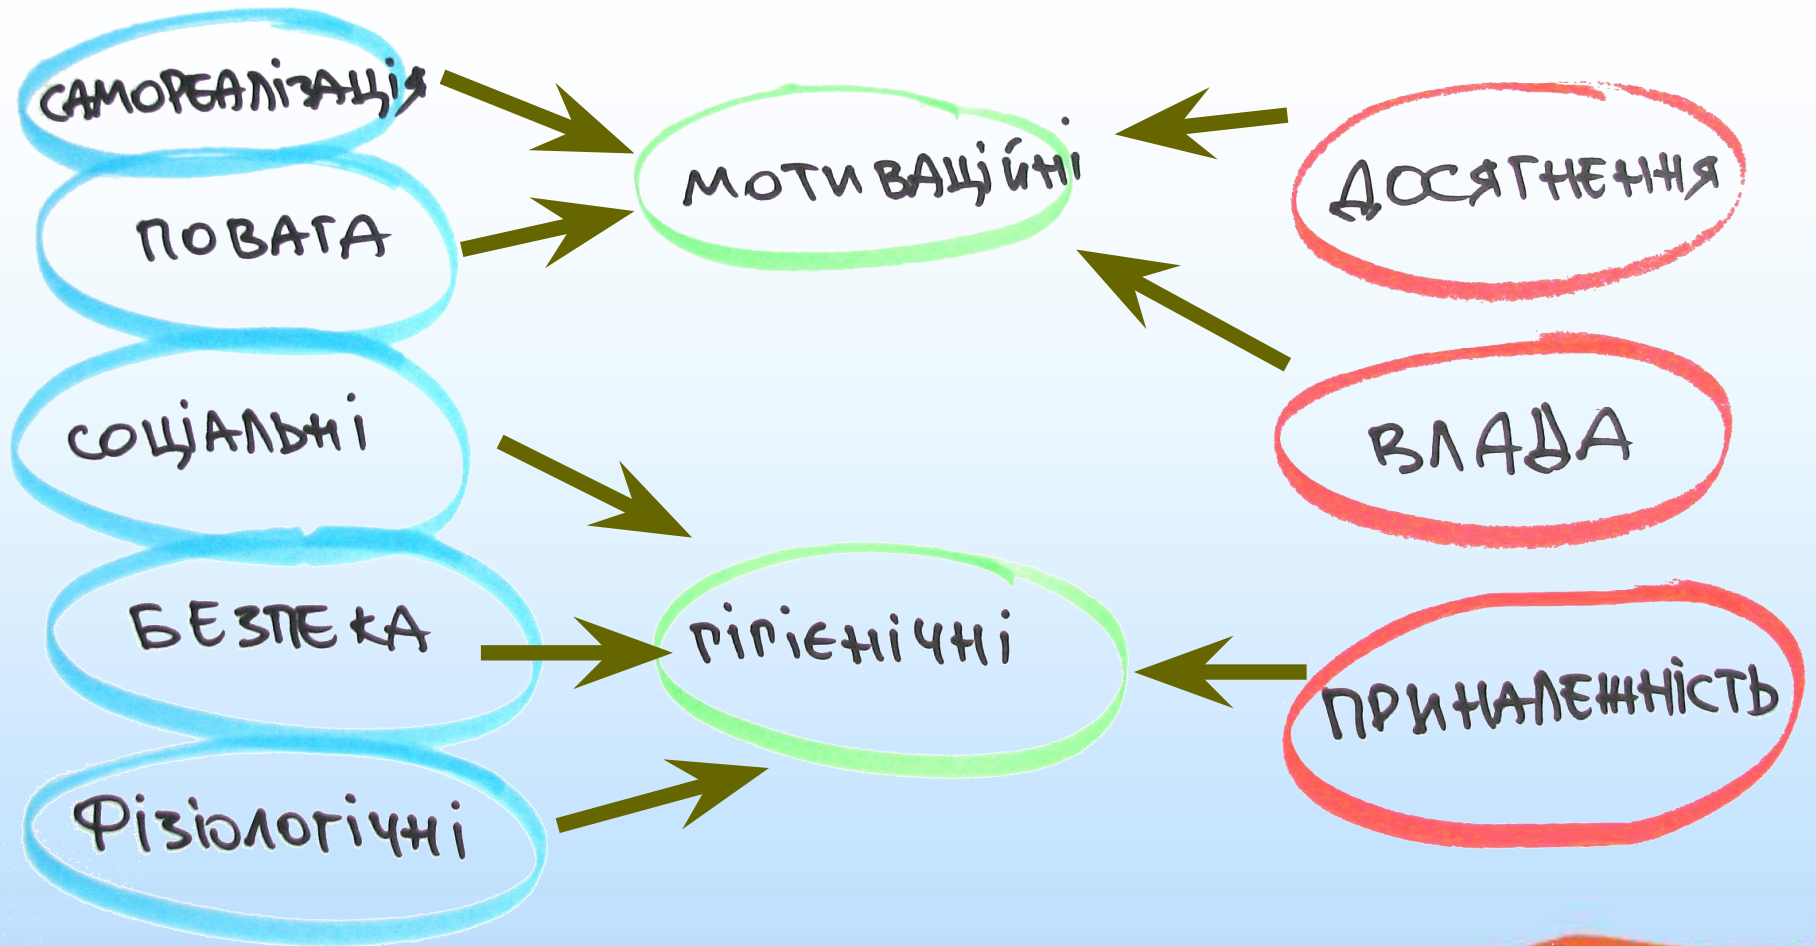 САМОРЕАЛІЗАЦІЯ
ПОВАГА
СОЦІАЛЬНІ
БЕЗПЕКА
ФІЗІОЛОГІЧНІ
МОТИВАЦІЙНІ
ГІГІЄНІЧНІ
ДОСЯГНЕННЯ
ВЛАДА
ПРИНАЛЕЖНІСТЬ